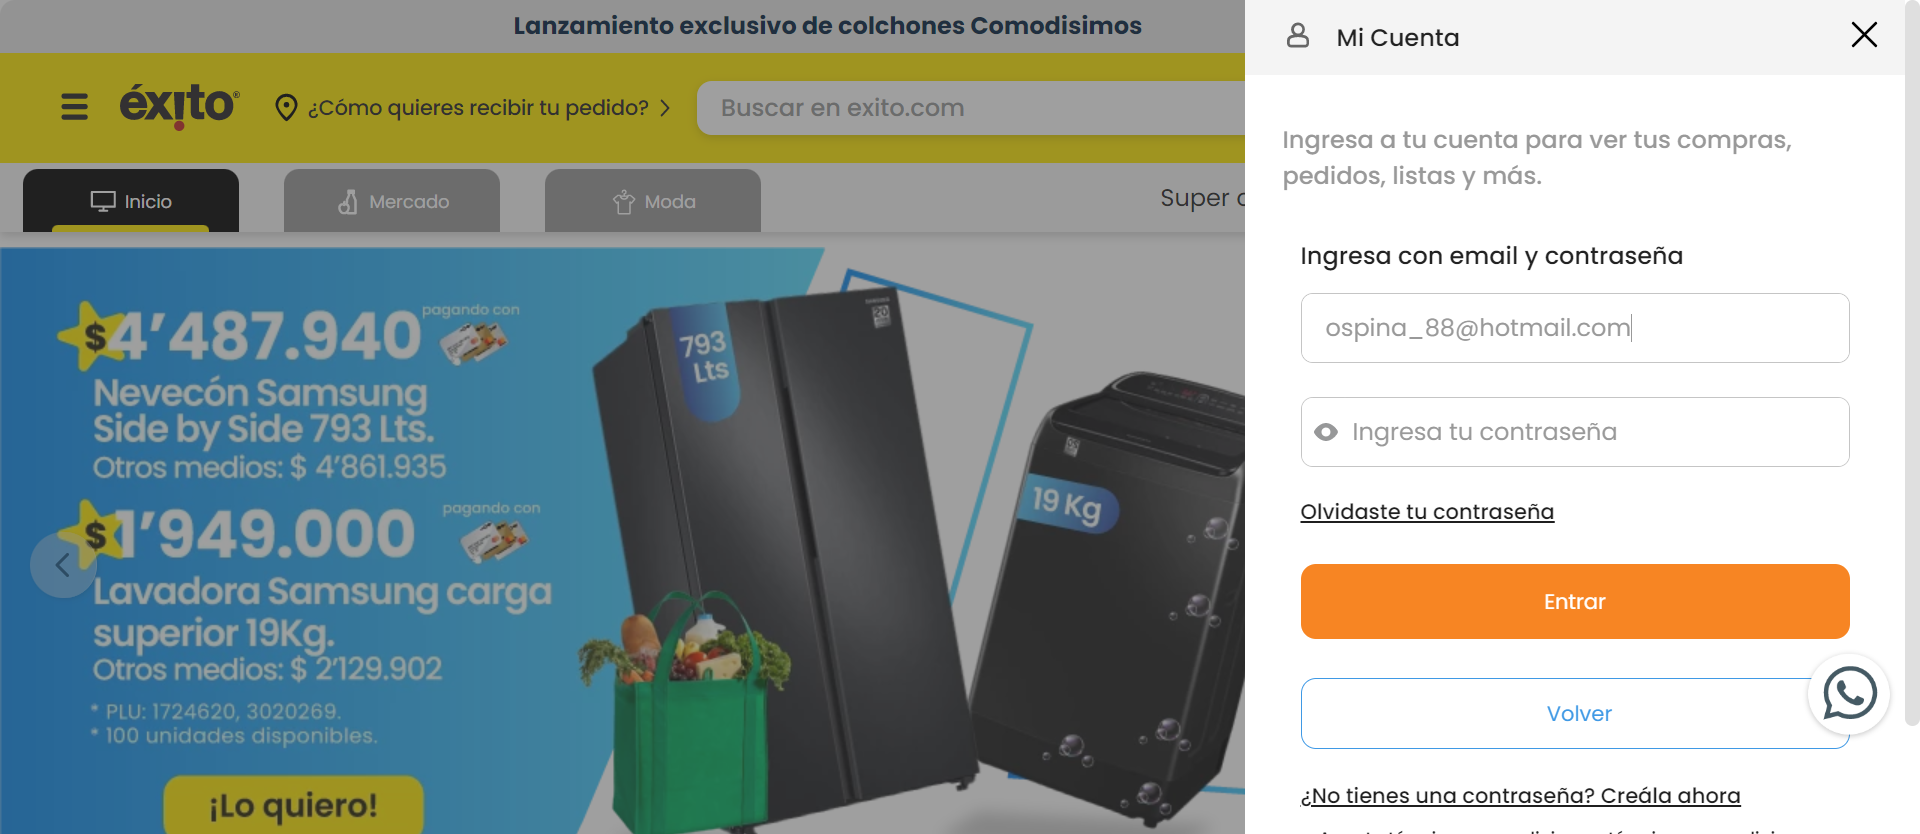 Lanzamiento exclusivo de colchones Comodisimos
éxito®
¿Cómo quieres recibir tu pedido?
Buscar en exito.com
Inicio
Mercado
Moda
Super
$4’487.940
pagando con
Nevecón Samsung
Side by Side 793 Lts.
Otros medios: $ 4’861.935
$1’949.000
pagando con
Lavadora Samsung carga
superior 19Kg.
Otros medios: $ 2’129.902
* PLU: 1724620, 3020269.
* 100 unidades disponibles.
¡Lo quiero!
793
Lts
19 Kg
Mi Cuenta
Ingresa a tu cuenta para ver tus compras,
pedidos, listas y más.
Ingresa con email y contraseña
ospina_88@hotmail.com
Ingresa tu contraseña
Olvidaste tu contraseña
Entrar
Volver
¿No tienes una contraseña? Creála ahora